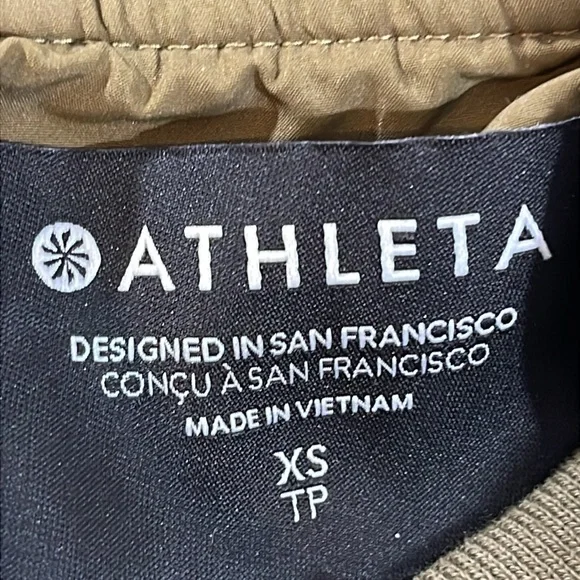 ATHLETA
DESIGNED IN SAN FRANCISCO
CONÇU À SAN FRANCISCO
MADE IN VIETNAM
XS
TP